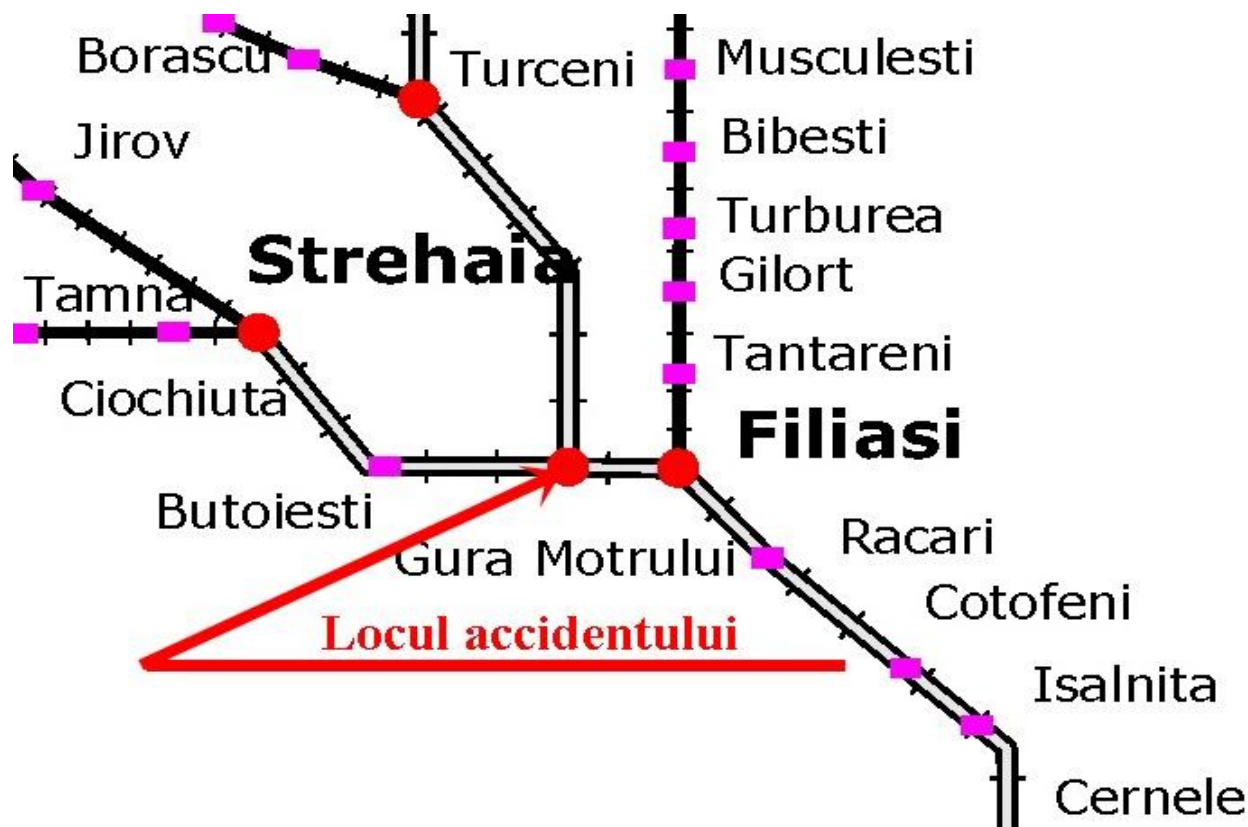 Borascu
Turceni
Musculesti
Jirov
Bibesti
Turburea
Strehaia
Gilort
Tamna
Tantareni
Ciochiuta
Filiasi
Butoiesti
Gura Motrului
Racari
Cotofeni
Locul accidentului
Isalnita
Cernele